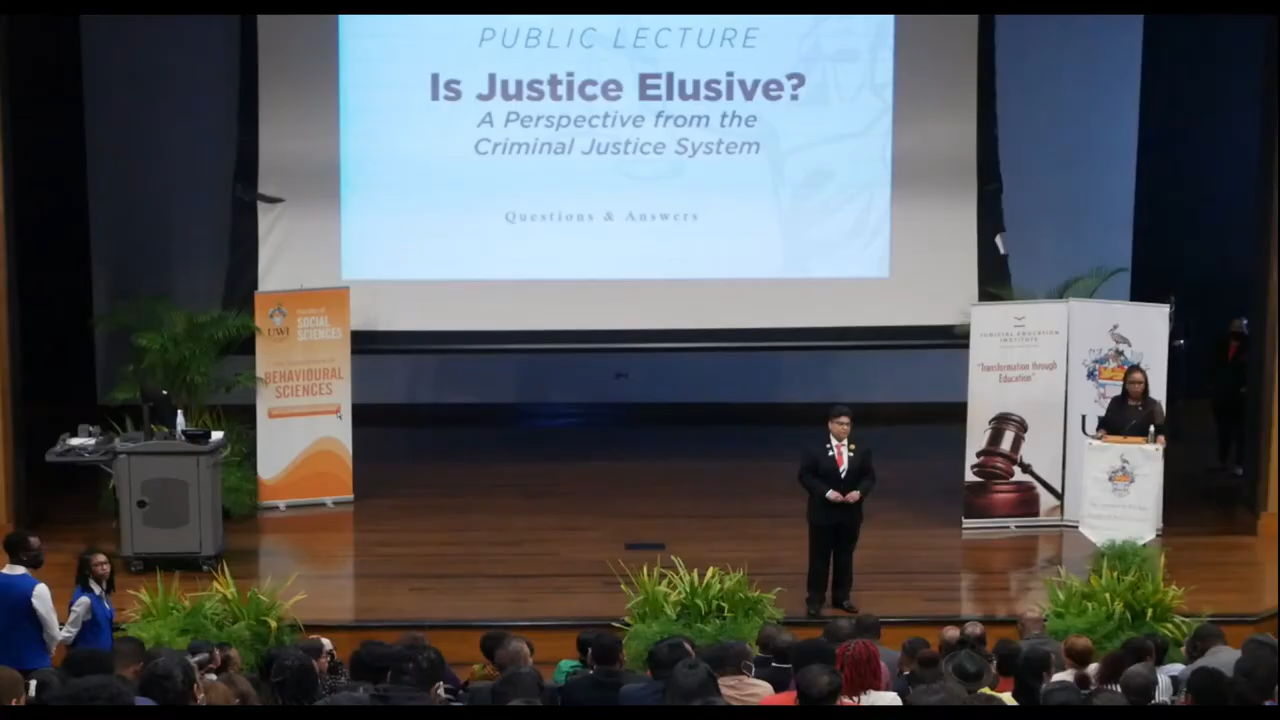 PUBLIC LECTURE
Is Justice Elusive?
A Perspective from the
Criminal Justice System
Questions & Answers
UWI
SOCIAL
SCIENCES
BEHAVIOURAL
SCIENCES
JUDICIAL EDUCATION
INSTITUTE
"Transformation through
Education"
U